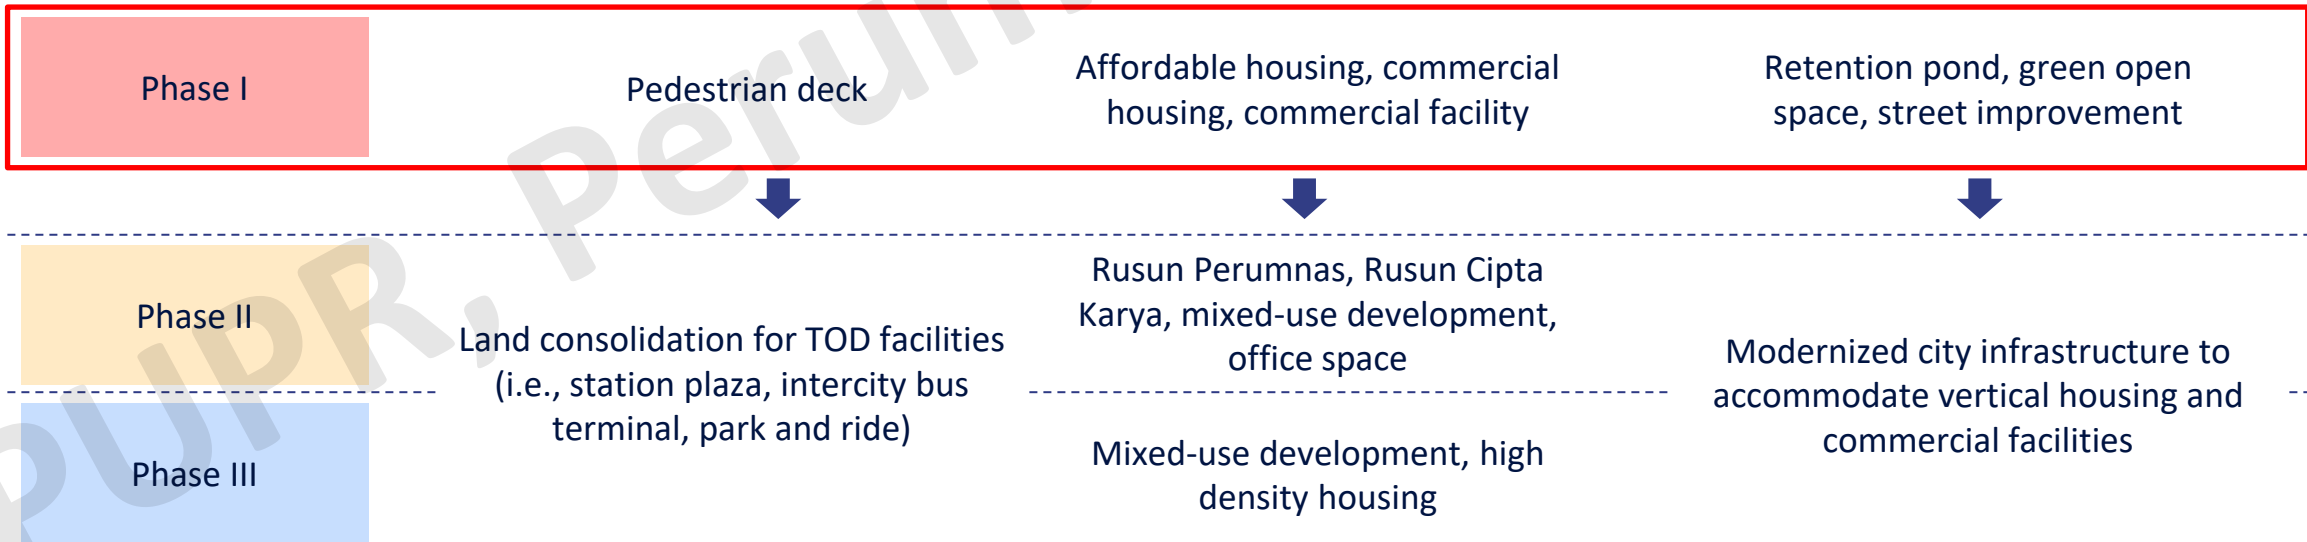 Phase I
Pedestrian deck
Affordable housing, commercial
housing, commercial facility
Retention pond, green open
space, street improvement
Phase II
Land consolidation for TOD facilities
(i.e., station plaza, intercity bus
terminal, park and ride)
Rusun Perumnas, Rusun Cipta
Karya, mixed-use development,
office space
Modernized city infrastructure to
accommodate vertical housing and
commercial facilities
Phase III
Mixed-use development, high
density housing
PUPR, Perum